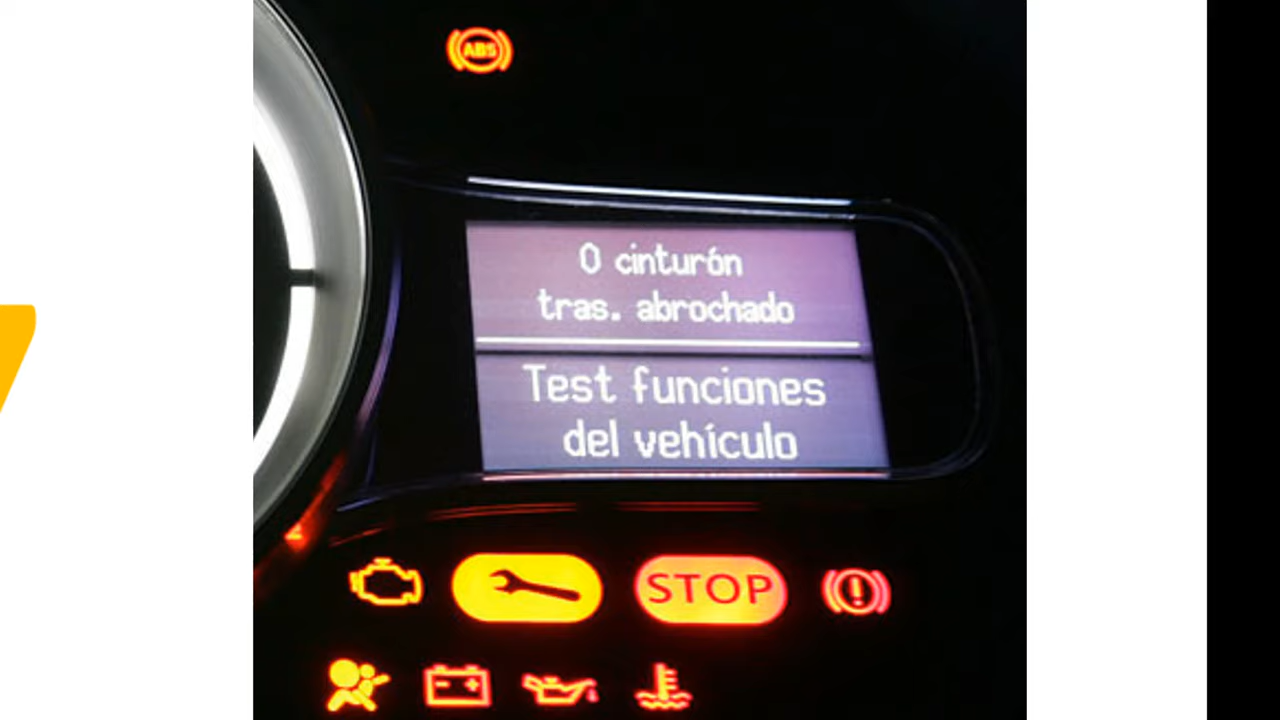 ABS
0 cinturón
tras. abrochado
Test funciones
del vehículo
STOP